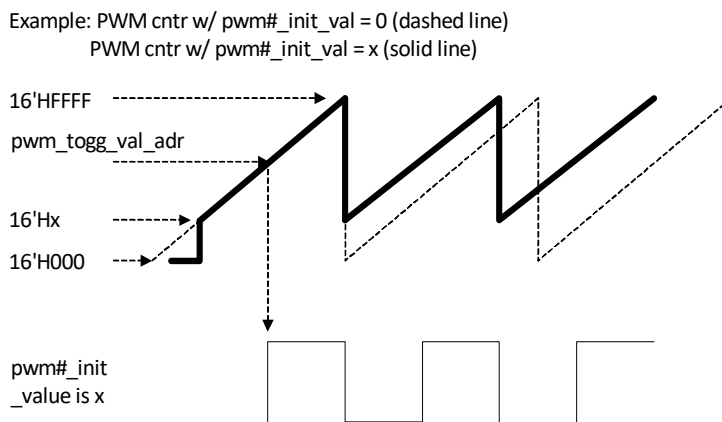 Example: PWM cntr w/ pwm#_init_val = 0 (dashed line)
PWM cntr w/ pwm#_init_val = x (solid line)
16'HFFFF
pwm_togg_val_adr
16'Hx
16'H000
pwm#_init
_value is x